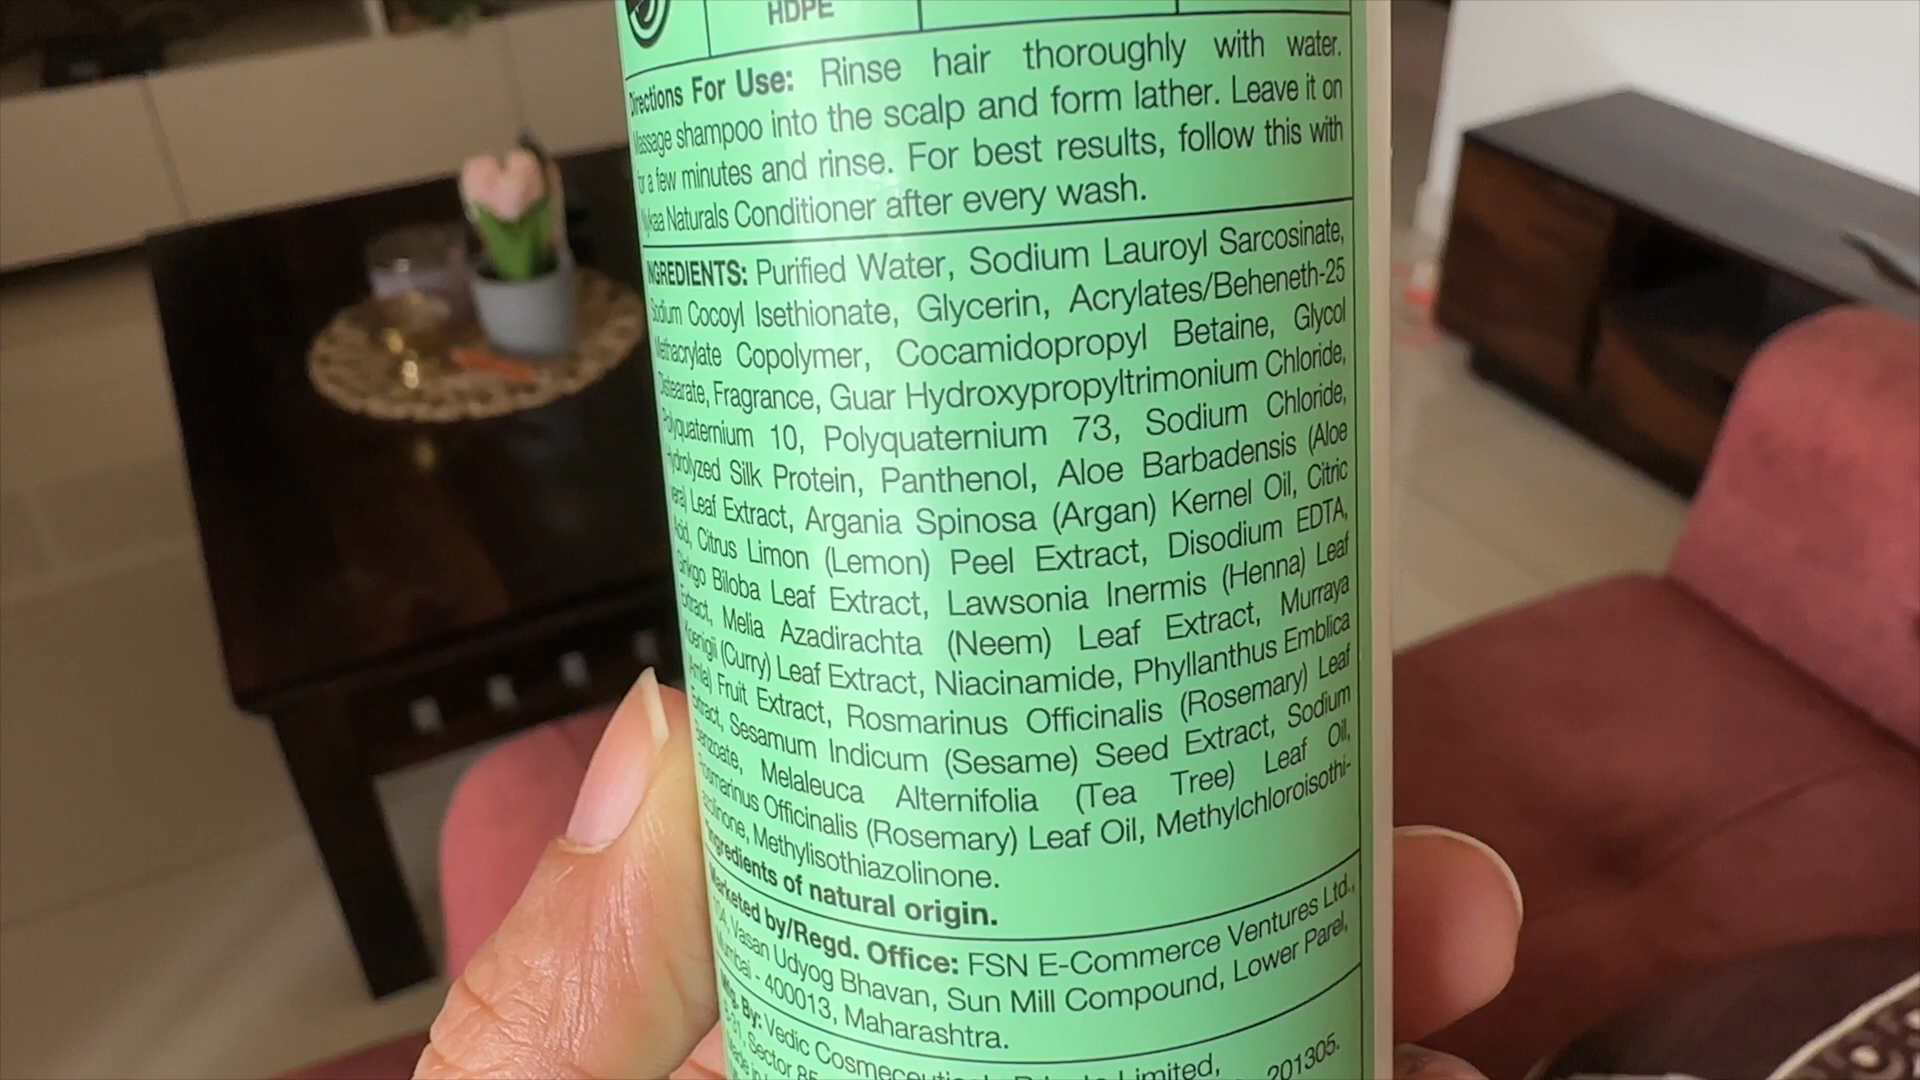 HDPE
Directions For Use: Rinse hair thoroughly with water.
Massage shampoo into the scalp and form lather. Leave it on
for a few minutes and rinse. For best results, follow this with
Nykaa Naturals Conditioner after every wash.
INGREDIENTS: Purified Water, Sodium Lauroyl Sarcosinate,
Sodium Cocoyl Isethionate, Glycerin, Acrylates/Beheneth-25
Methacrylate Copolymer, Cocamidopropyl Betaine, Glycol
Distearate, Fragrance, Guar Hydroxypropyltrimonium Chloride,
Polyquaternium 10, Polyquaternium 73, Sodium Chloride,
Hydrolyzed Silk Protein, Panthenol, Aloe Barbadensis (Aloe
Vera) Leaf Extract, Argania Spinosa (Argan) Kernel Oil, Citric
Acid, Citrus Limon (Lemon) Peel Extract, Disodium EDTA,
Ginkgo Biloba Leaf Extract, Lawsonia Inermis (Henna) Leaf
Extract, Melia Azadirachta (Neem) Leaf Extract, Murraya
Koenigii (Curry) Leaf Extract, Niacinamide, Phyllanthus Emblica
(Amla) Fruit Extract, Rosmarinus Officinalis (Rosemary) Leaf
Extract, Sesamum Indicum (Sesame) Seed Extract, Sodium
Benzoate, Melaleuca Alternifolia (Tea Tree) Leaf Oil,
Rosmarinus Officinalis (Rosemary) Leaf Oil, Methylchloroisothi-
azolinone, Methylisothiazolinone.
Ingredients of natural origin.
Marketed by/Regd. Office: FSN E-Commerce Ventures Ltd.,
104, Vasan Udyog Bhavan, Sun Mill Compound, Lower Parel,
Mumbai - 400013, Maharashtra.
Mfg. By: Vedic Cosmeceuticals Private Limited,
Sector 85 201305.